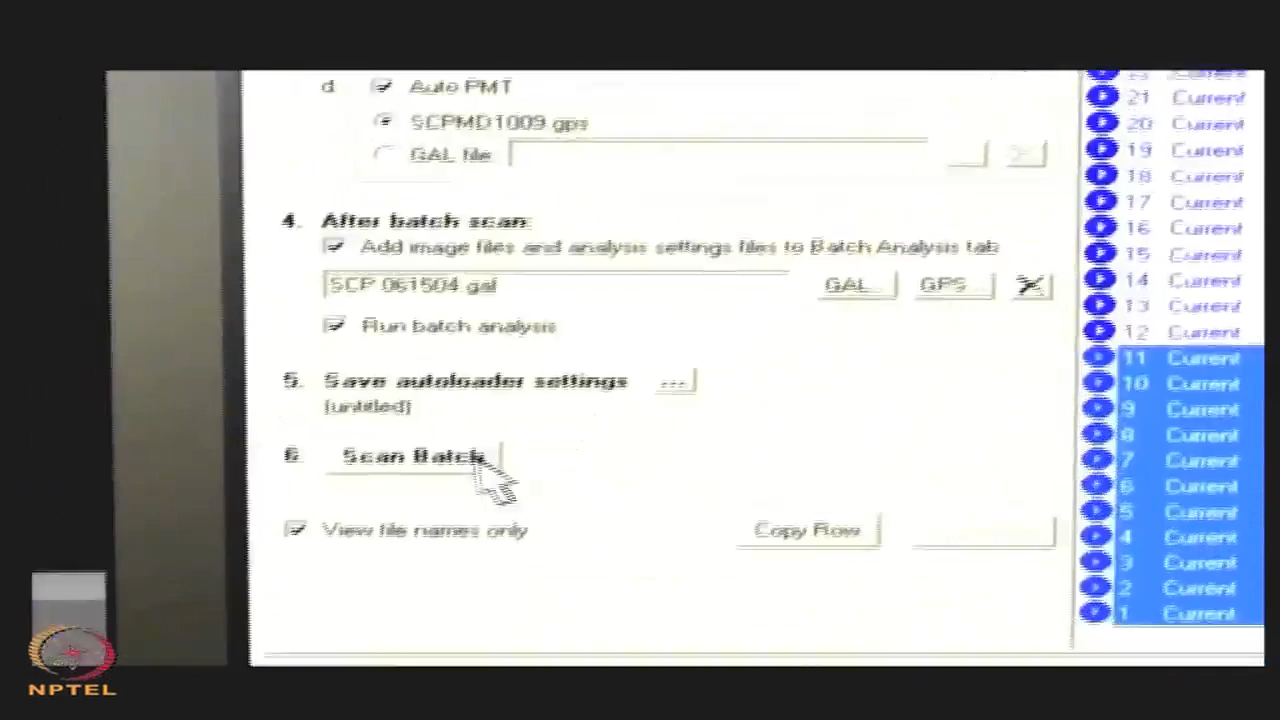 d. Auto PMT
SCPMD1009 gps
GAL file
4. After batch scan:
Add image files and analysis settings files to Batch Analysis tab
SCP 061504 gal
GAL...
GPS...
Run batch analysis
5. Save autoloader settings ...
(untitled)
6. Scan Batch
View file names only
Copy Row
Current
21 Current
20 Current
19 Current
18 Current
17 Current
16 Current
15 Current
14 Current
13 Current
12 Current
11 Current
10 Current
9 Current
8 Current
7 Current
6 Current
5 Current
4 Current
3 Current
2 Current
1 Current
NPTEL